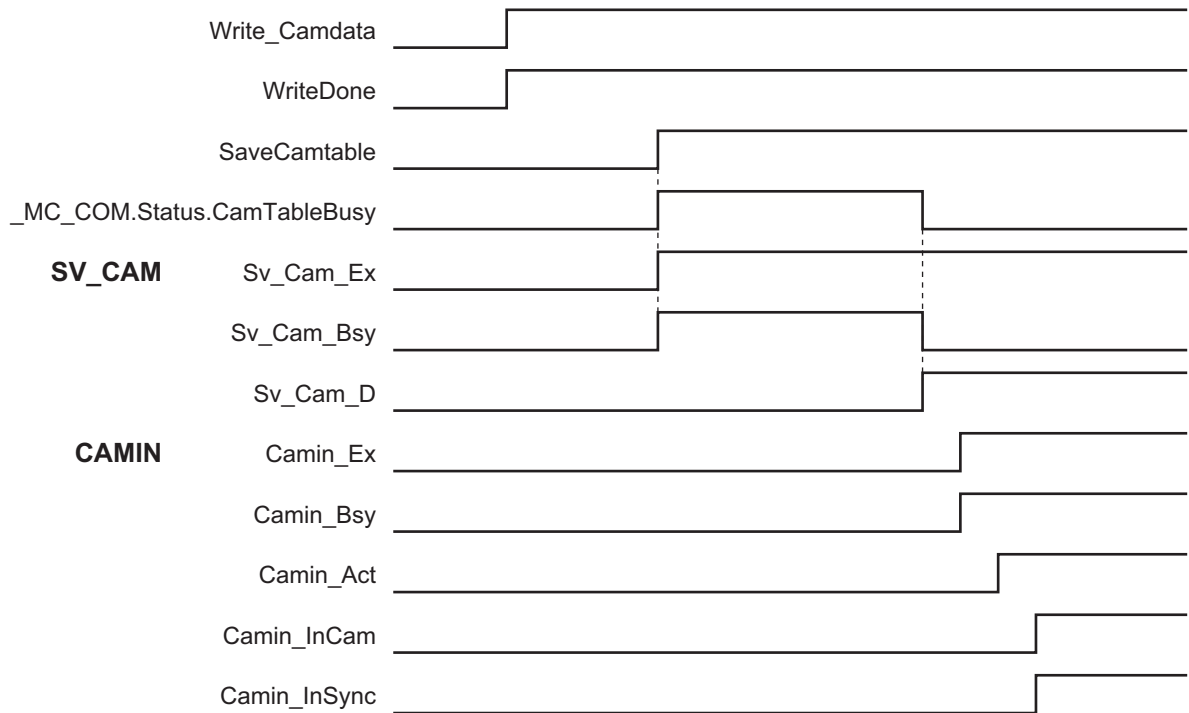 Write_Camdata
WriteDone
SaveCamtable
_MC_COM.Status.CamTableBusy
SV_CAM Sv_Cam_Ex
Sv_Cam_Bsy
Sv_Cam_D
CAMIN Camin_Ex
Camin_Bsy
Camin_Act
Camin_InCam
Camin_InSync